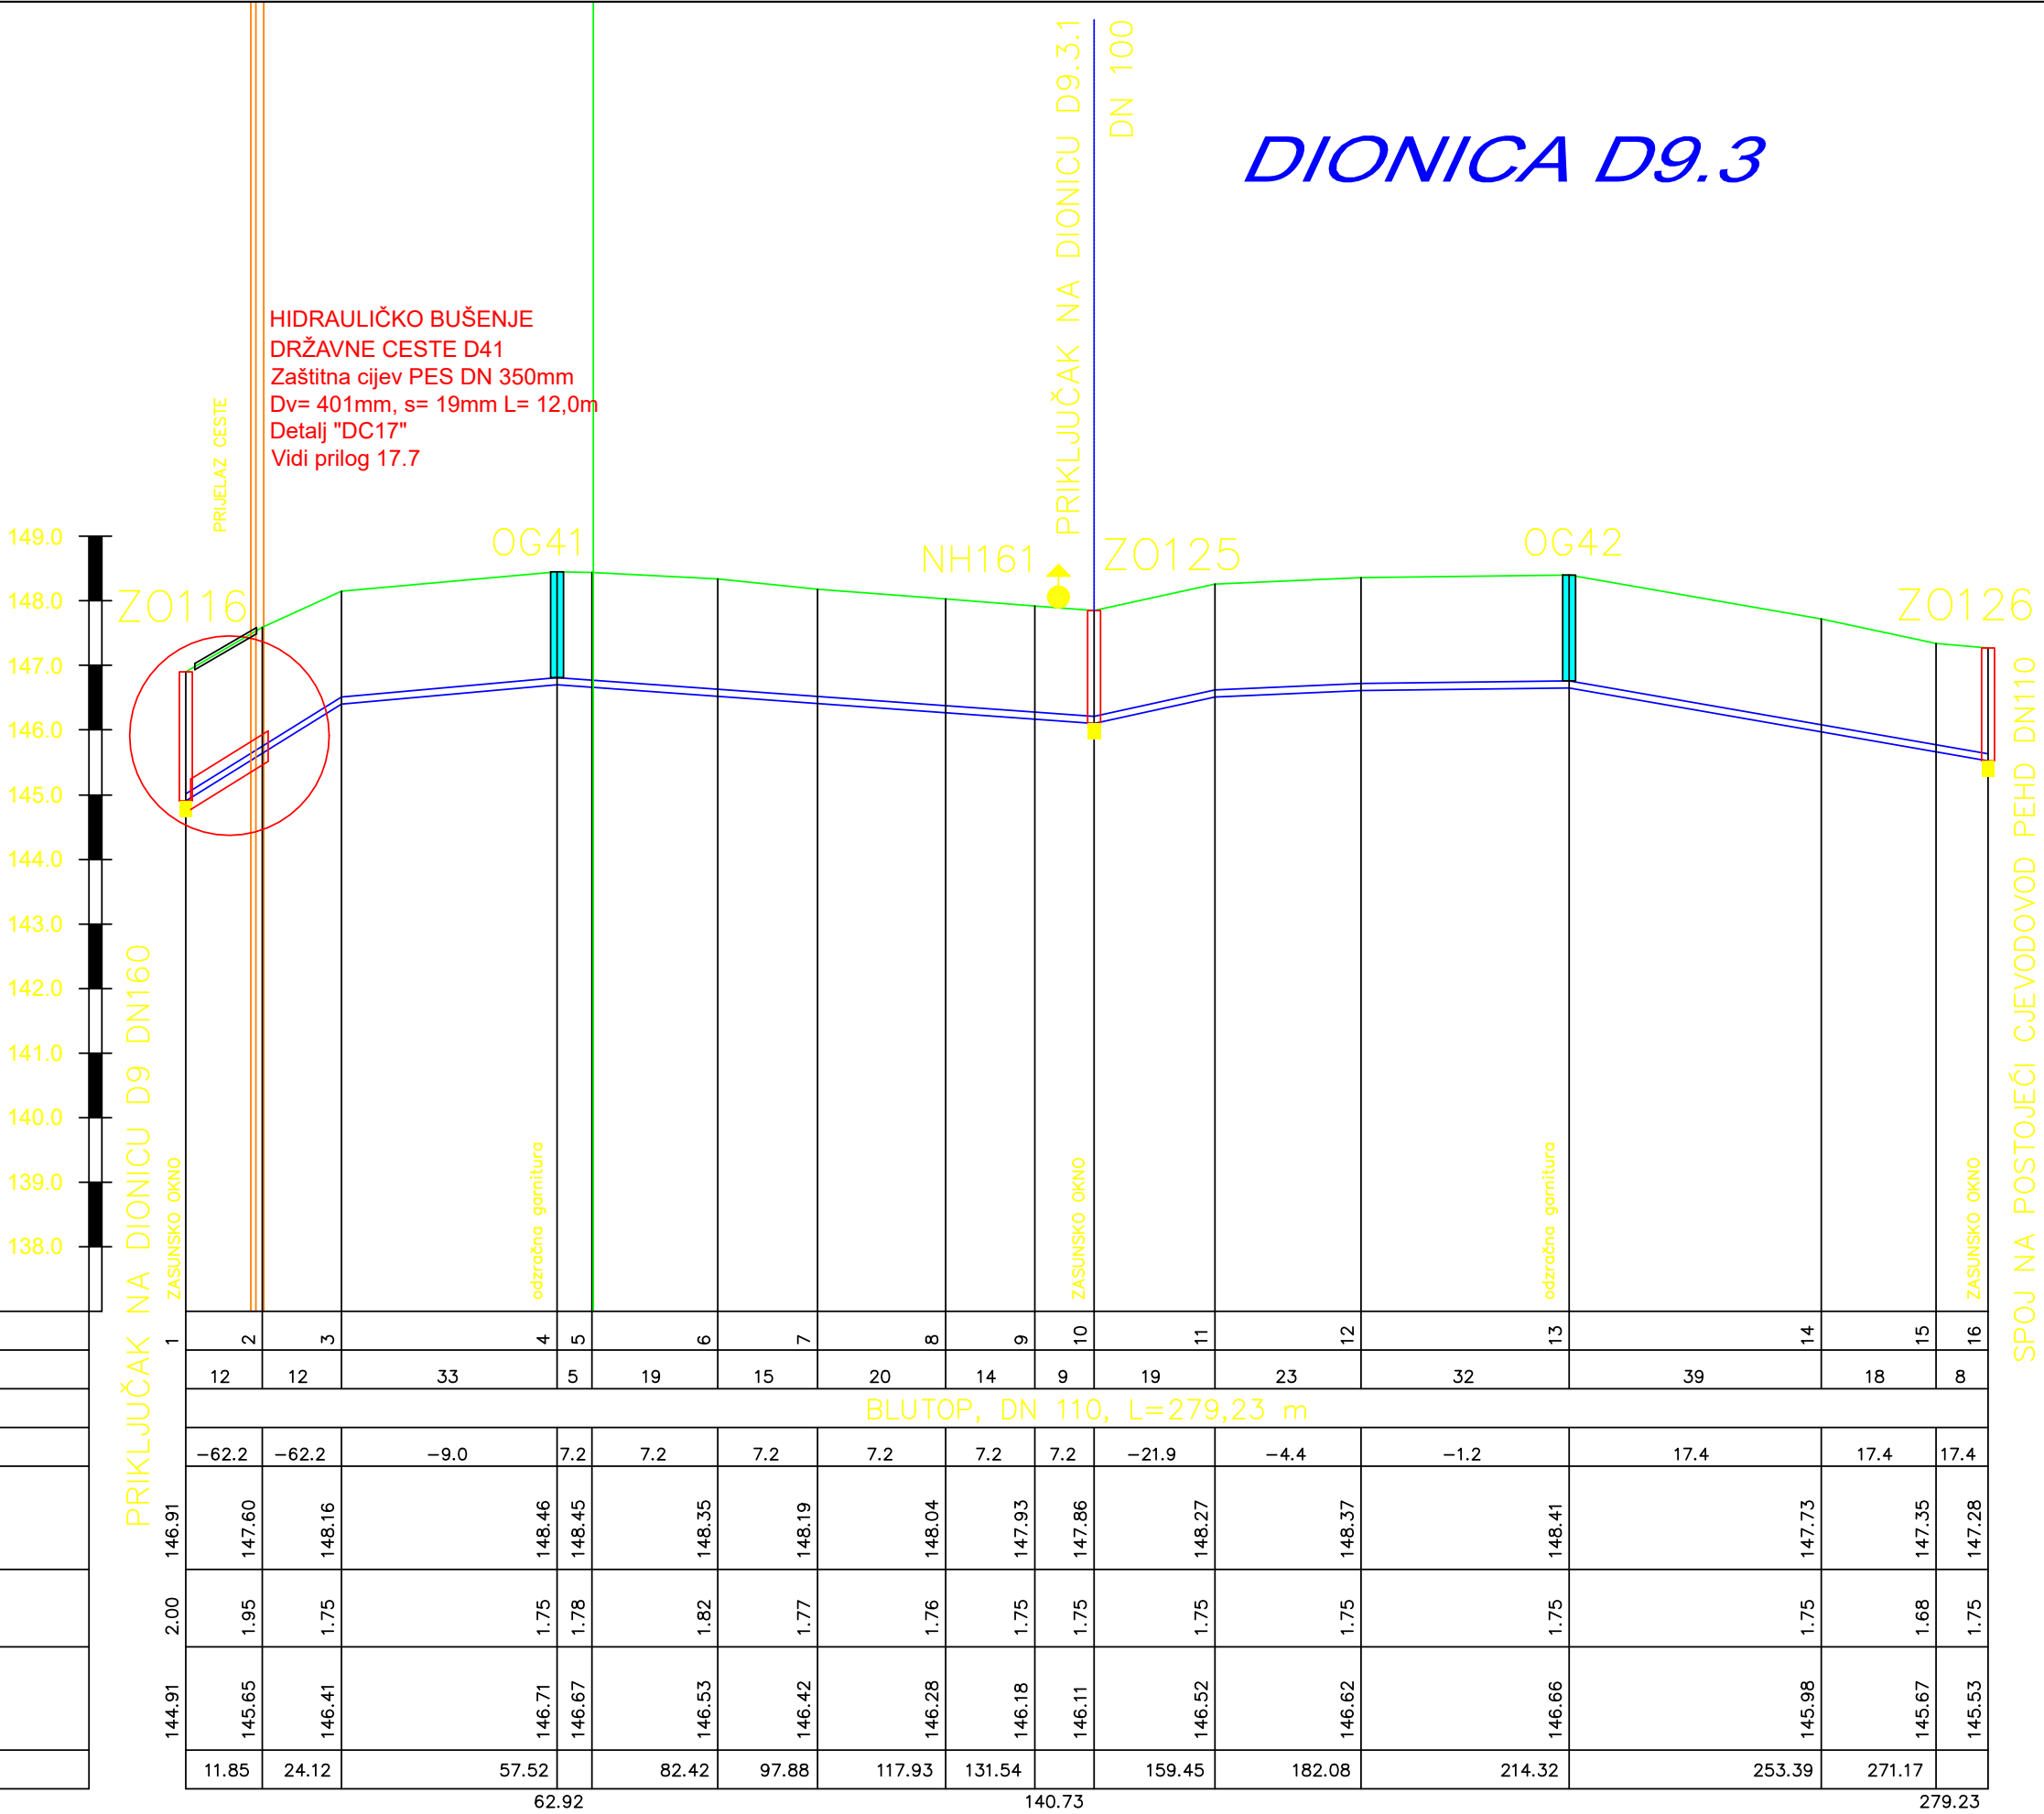 DIONICA D9.3
PRIKLJUČAK NA DIONICU D9.3.1
DN 100
HIDRAULIČKO BUŠENJE
DRŽAVNE CESTE D41
Zaštitna cijev PES DN 350mm
Dv= 401mm, s= 19mm L= 12,0m
Detalj "DC17"
Vidi prilog 17.7
PRIJELAZ CESTE
ZO116
OG41
NH161
ZO125
OG42
ZO126
149.0
148.0
147.0
146.0
145.0
144.0
143.0
142.0
141.0
140.0
139.0
138.0
PRIKLJUČAK NA DIONICU D9 DN160
ZASUNSKO OKNO
odzračna garnitura
ZASUNSKO OKNO
odzračna garnitura
ZASUNSKO OKNO
SPOJ NA POSTOJEĆI CJEVODOVOD PEHD DN110
1 2 3 4 5 6 7 8 9 10 11 12 13 14 15 16
12 12 33 5 19 15 20 14 9 19 23 32 39 18 8
BLUTOP, DN 110, L=279,23 m
-62.2 -62.2 -9.0 7.2 7.2 7.2 7.2 7.2 7.2 -21.9 -4.4 -1.2 17.4 17.4 17.4
146.91 147.60 148.16 148.46 148.45 148.35 148.19 148.04 147.93 147.86 148.27 148.37 148.41 147.73 147.35 147.28
2.00 1.95 1.75 1.75 1.78 1.82 1.77 1.76 1.75 1.75 1.75 1.75 1.75 1.75 1.68 1.75
144.91 145.65 146.41 146.71 146.67 146.53 146.42 146.28 146.18 146.11 146.52 146.62 146.66 145.98 145.67 145.53
11.85 24.12 57.52 82.42 97.88 117.93 131.54 159.45 182.08 214.32 253.39 271.17
62.92 140.73 279.23